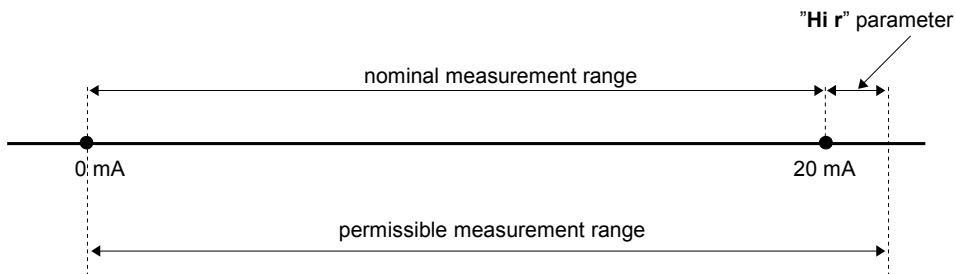 ”Hi r” parameter
nominal measurement range
0 mA
20 mA
permissible measurement range